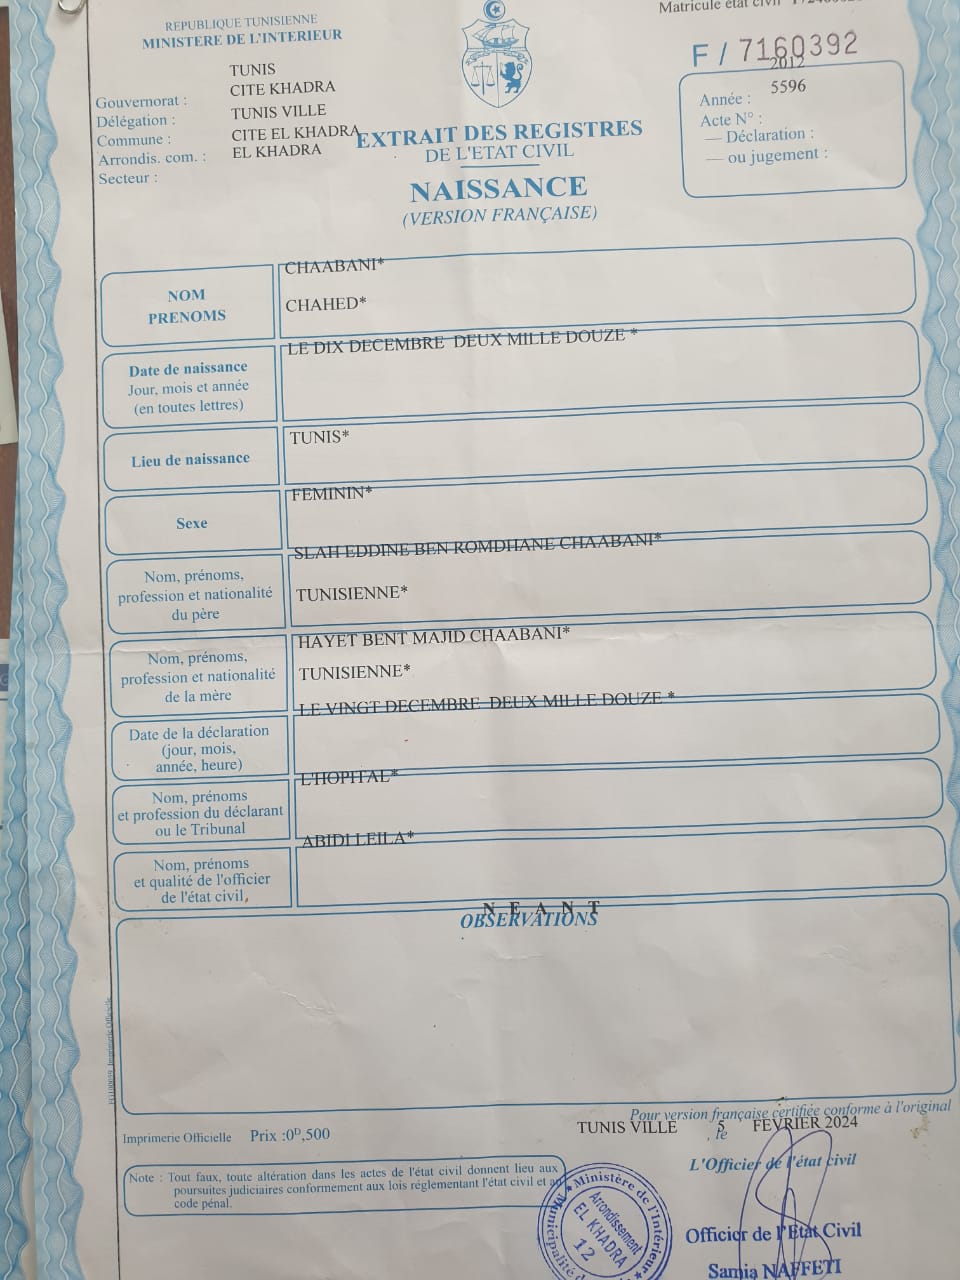 REPUBLIQUE TUNISIENNE
MINISTERE DE L'INTERIEUR
Matricule état civil
F / 7160392
Gouvernorat : TUNIS
Délégation : CITE KHADRA
Commune : TUNIS VILLE
Arrondis. com. : CITE EL KHADRA
Secteur : EL KHADRA
Année : 2012
Acte N° : 5596
— Déclaration :
— ou jugement :
EXTRAIT DES REGISTRES
DE L'ETAT CIVIL
NAISSANCE
(VERSION FRANÇAISE)
NOM
PRENOMS
CHAABANI*
CHAHED*
Date de naissance
Jour, mois et année
(en toutes lettres)
LE DIX DECEMBRE DEUX MILLE DOUZE *
Lieu de naissance
TUNIS*
Sexe
FEMININ*
Nom, prénoms,
profession et nationalité
du père
SLAH EDDINE BEN ROMDHANE CHAABANI*
TUNISIENNE*
Nom, prénoms,
profession et nationalité
de la mère
HAYET BENT MAJID CHAABANI*
TUNISIENNE*
Date de la déclaration
(jour, mois,
année, heure)
LE VINGT DECEMBRE DEUX MILLE DOUZE *
Nom, prénoms
et profession du déclarant
ou le Tribunal
L'HOPITAL*
Nom, prénoms
et qualité de l'officier
de l'état civil,
ABIDI LEILA*
N E A N T
OBSERVATIONS
Imprimerie Officielle
Imprimerie Officielle Prix :0ᴰ,500
Pour version française certifiée conforme à l'original
TUNIS VILLE , le 5 FEVRIER 2024
L'Officier de l'état civil
Note : Tout faux, toute altération dans les actes de l'état civil donnent lieu aux
poursuites judiciaires conformement aux lois réglementant l'état civil et au
code pénal.
Ministère de l'Intérieur
Municipalité
Arrondissement
EL KHADRA
12
Officier de l'Etat Civil
Samia NAFFETI